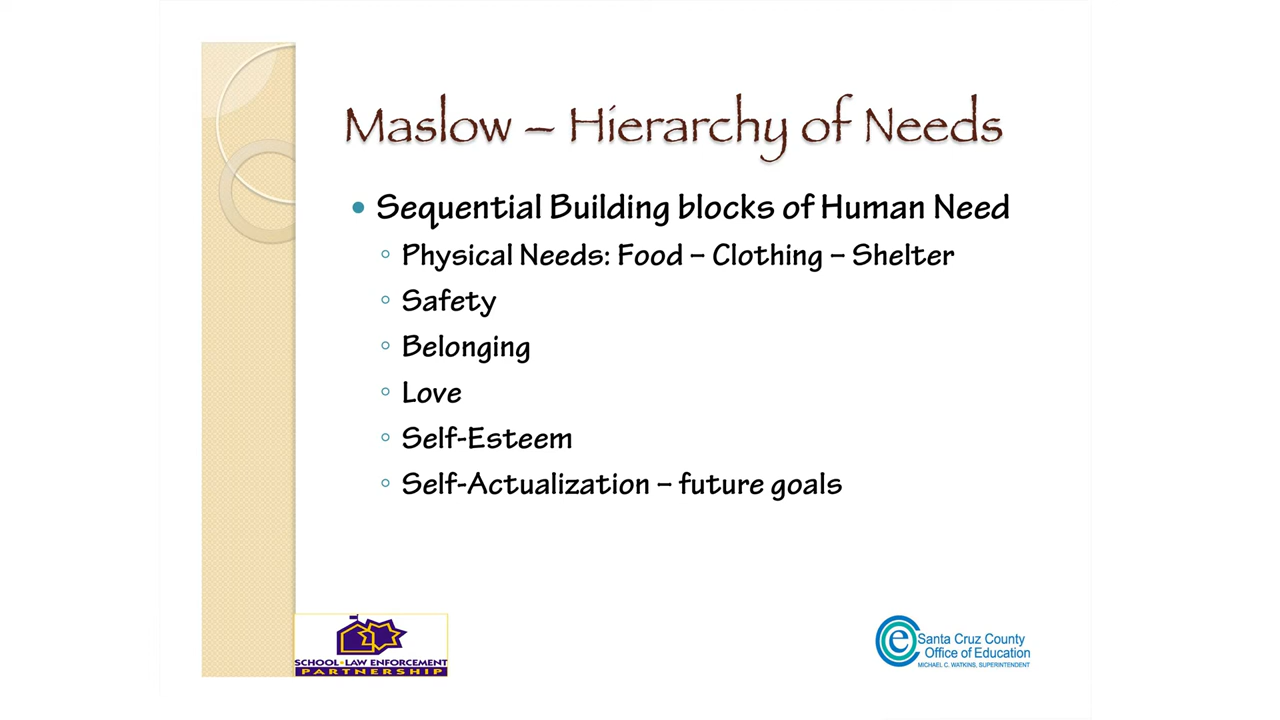 Maslow – Hierarchy of Needs
• Sequential Building blocks of Human Need
◦ Physical Needs: Food – Clothing – Shelter
◦ Safety
◦ Belonging
◦ Love
◦ Self-Esteem
◦ Self-Actualization – future goals
SCHOOL•LAW ENFORCEMENT
PARTNERSHIP
e
Santa Cruz County
Office of Education
MICHAEL C. WATKINS, SUPERINTENDENT